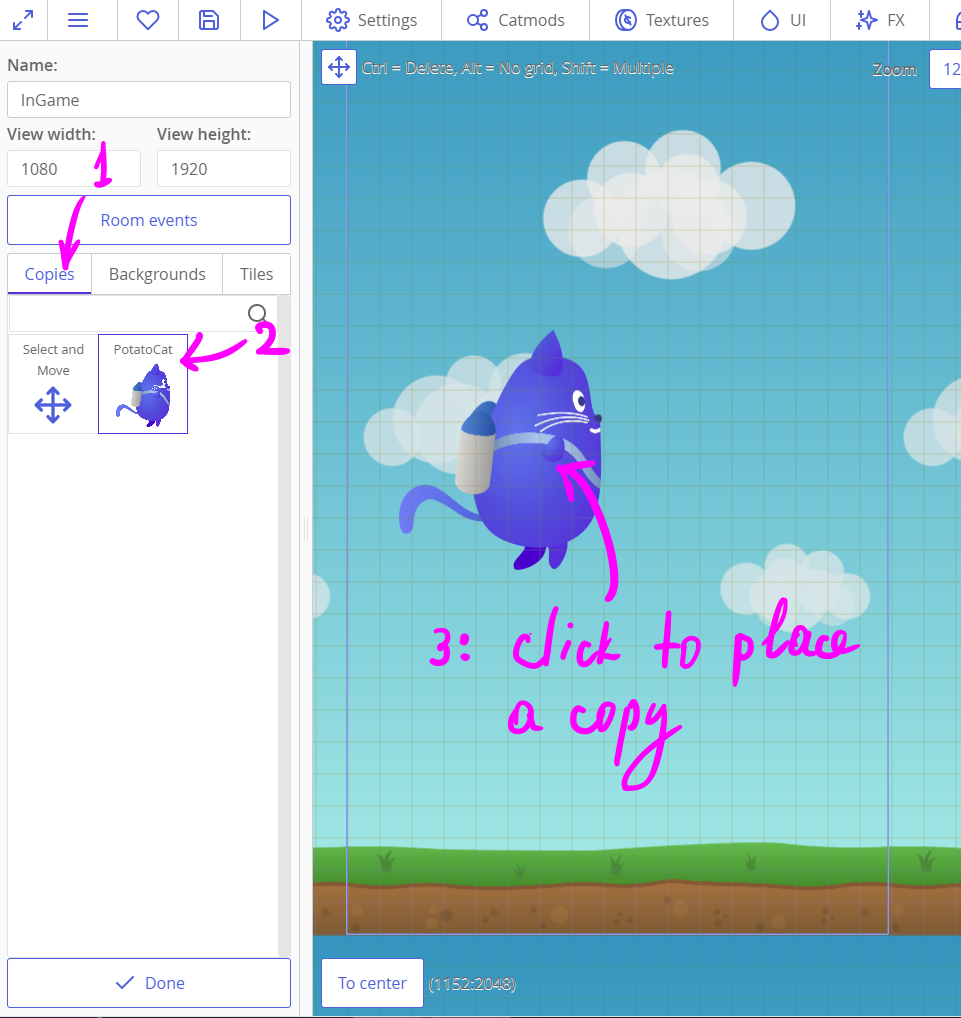 Settings
Catmods
Textures
UI
FX
Name:
InGame
View width:
View height:
1080
1920
1
Room events
Copies
Backgrounds
Tiles
2
Select and
Move
PotatoCat
Done
Ctrl = Delete, Alt = No grid, Shift = Multiple
Zoom
12
3: click to place
a copy
To center
(1152:2048)